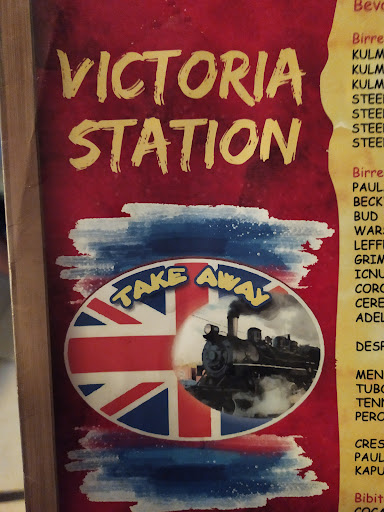 VICTORIA
STATION
TAKE AWAY
Beva
Birre
KULM
KULM
KULM
STEE
STEE
STEE
STEE
Birre
PAUL
BECK
BUD
WAR
LEFF
GRIM
ICNU
CORO
CERE
ADEL
DESP
MEN
TUBO
TENN
PERO
CRES
PAUL
KAPU
Bibit